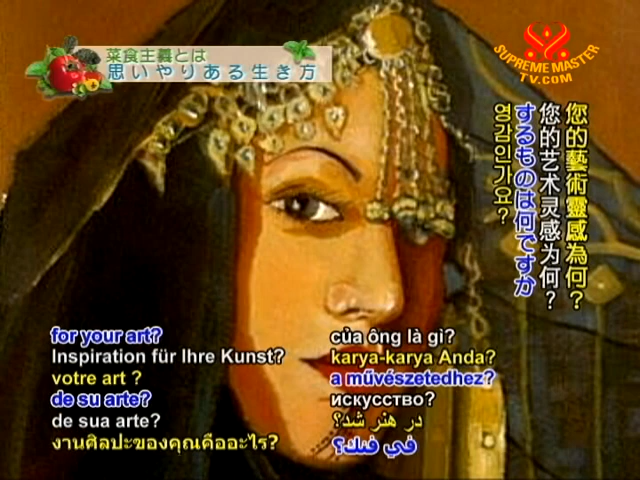 菜食主義とは
思いやりある生き方
SUPREME MASTER
TV.COM
您的藝術靈感為何?
您的艺术灵感为何?
するものは何ですか
영감인가요?
for your art?
Inspiration für Ihre Kunst?
votre art ?
de su arte?
de sua arte?
งานศิลปะของคุณคืออะไร?
của ông là gì?
karya-karya Anda?
a művészetedhez?
искусство?
در هنر شد؟
في فنك؟